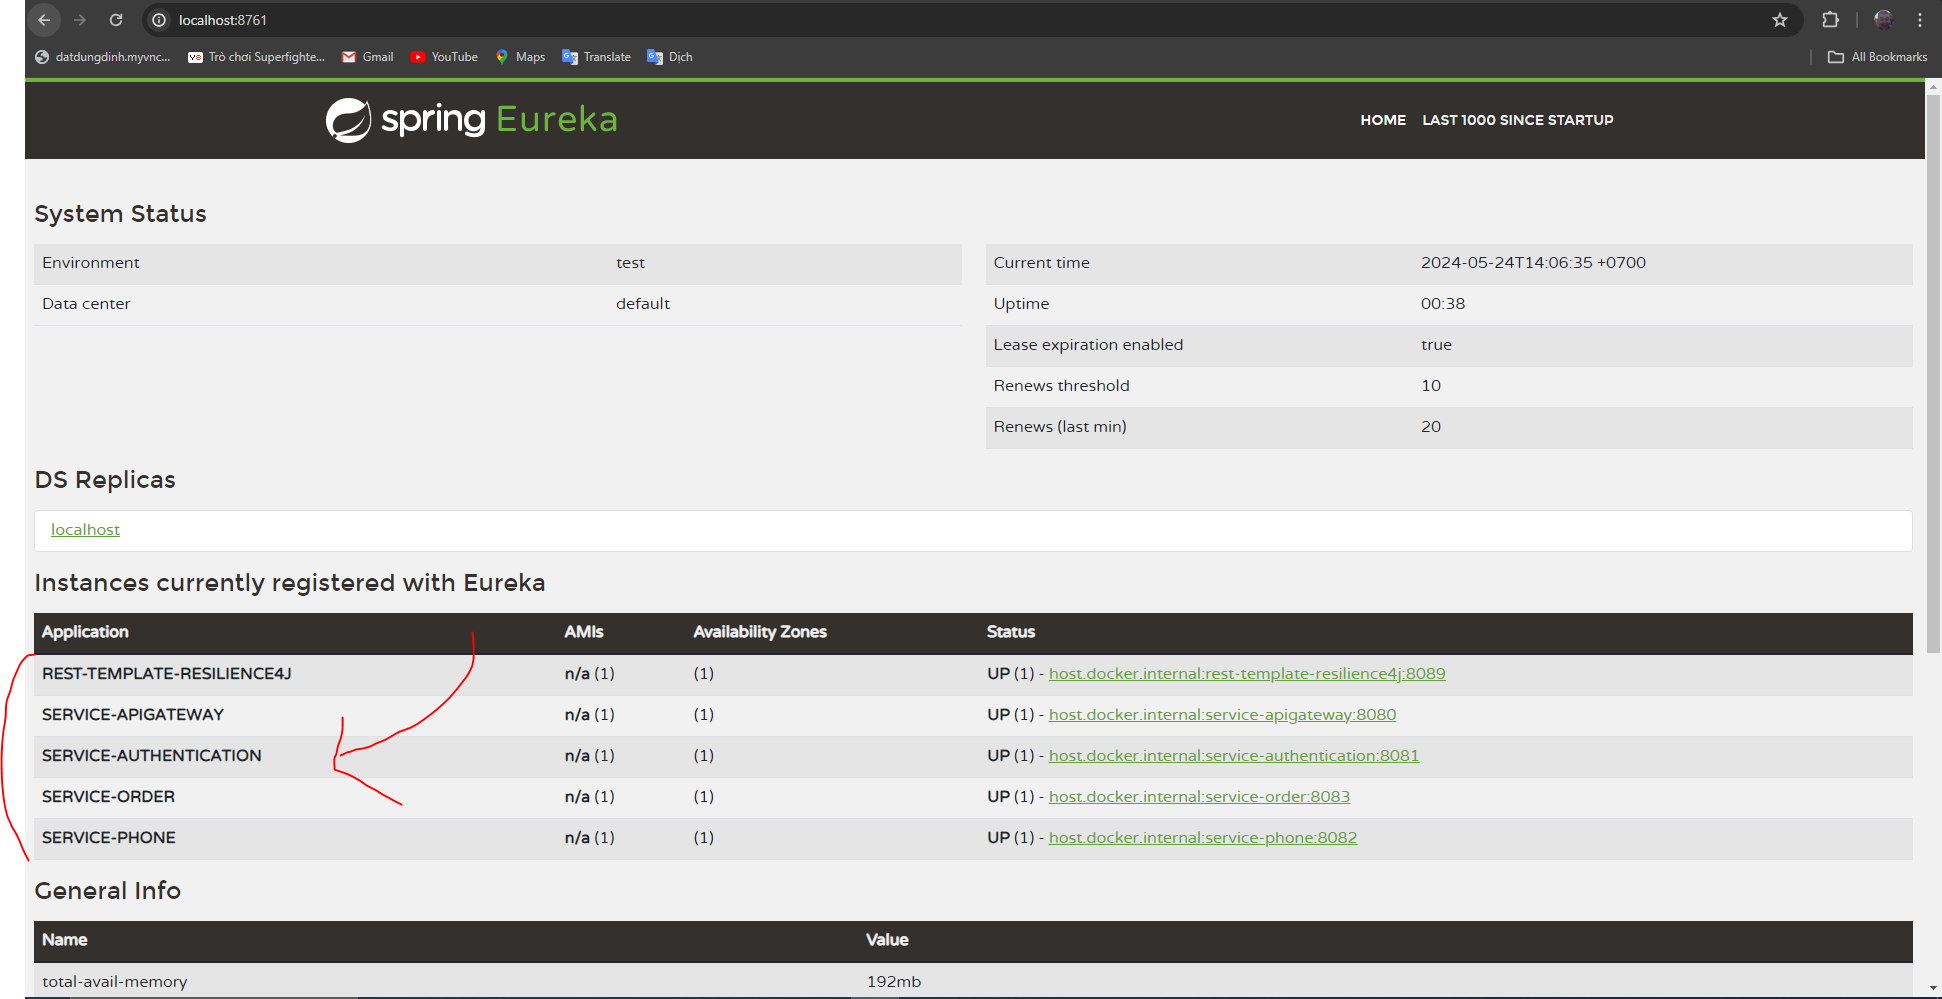 localhost:8761
datdungdinh.myvnc... Trò chơi Superfighte... Gmail YouTube Maps Translate Dịch All Bookmarks
spring Eureka HOME LAST 1000 SINCE STARTUP
System Status
Environment test
Data center default
Current time 2024-05-24T14:06:35 +0700
Uptime 00:38
Lease expiration enabled true
Renews threshold 10
Renews (last min) 20
DS Replicas
localhost
Instances currently registered with Eureka
Application AMIs Availability Zones Status
REST-TEMPLATE-RESILIENCE4J n/a (1) (1) UP (1) - host.docker.internal:rest-template-resilience4j:8089
SERVICE-APIGATEWAY n/a (1) (1) UP (1) - host.docker.internal:service-apigateway:8080
SERVICE-AUTHENTICATION n/a (1) (1) UP (1) - host.docker.internal:service-authentication:8081
SERVICE-ORDER n/a (1) (1) UP (1) - host.docker.internal:service-order:8083
SERVICE-PHONE n/a (1) (1) UP (1) - host.docker.internal:service-phone:8082
General Info
Name Value
total-avail-memory 192mb